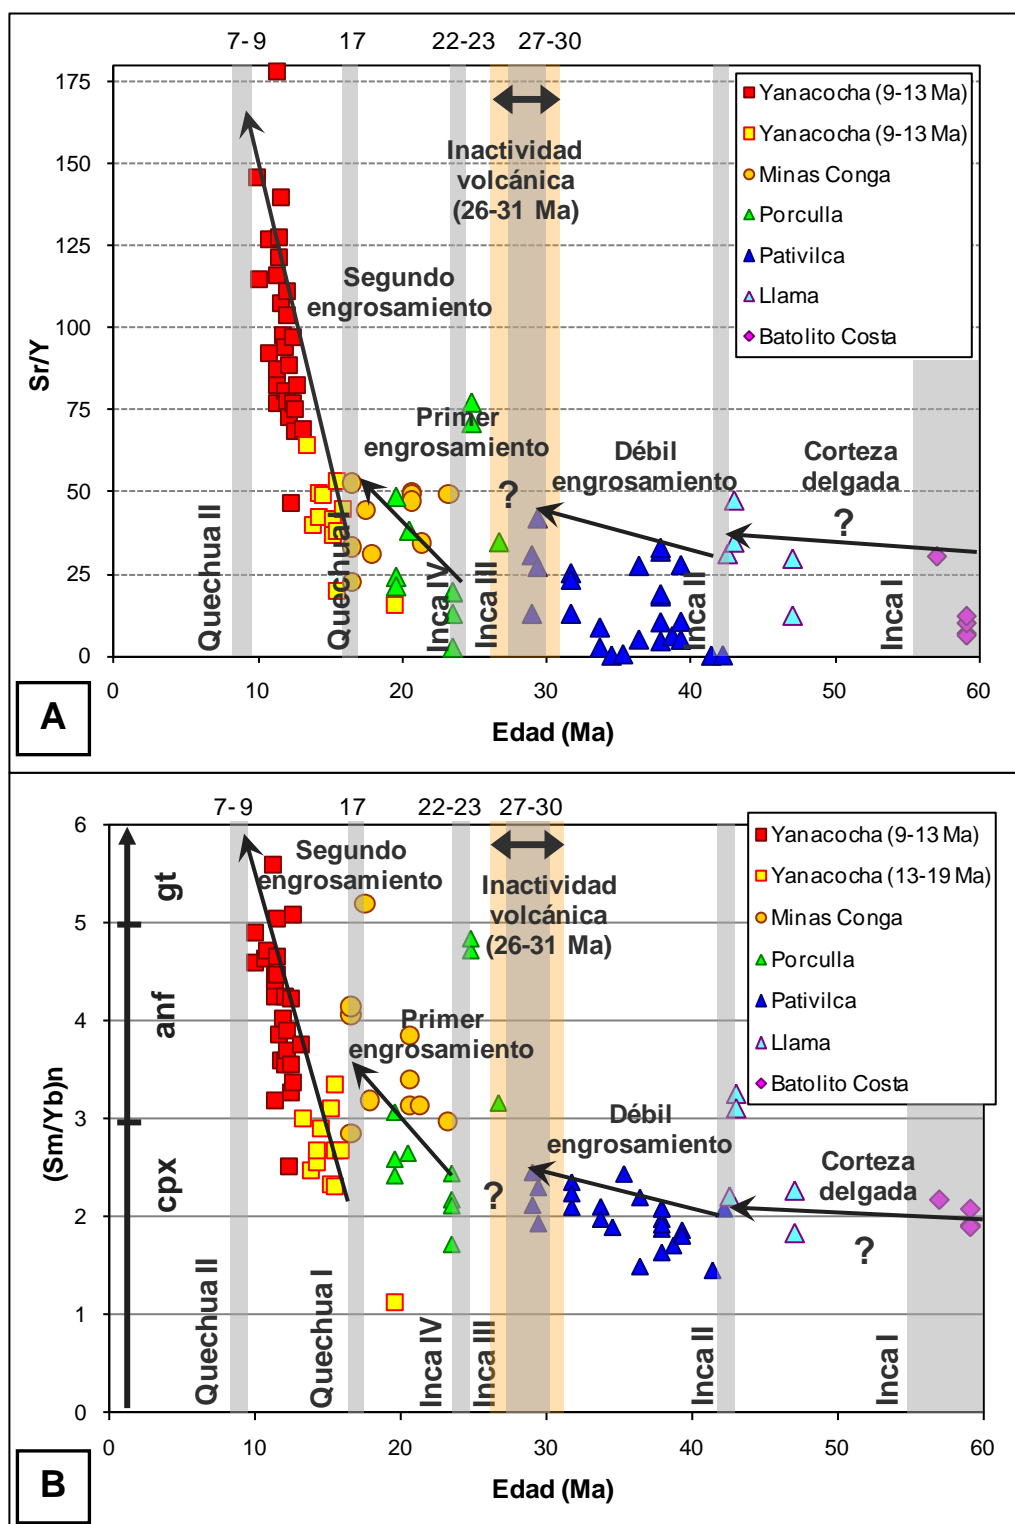 7-9
17
22-23
27-30
175
150
125
100
75
50
25
0
Sr/Y
Yanacocha (9-13 Ma)
Yanacocha (9-13 Ma)
Minas Conga
Porculla
Pativilca
Llama
Batolito Costa
Inactividad
volcánica
(26-31 Ma)
Segundo
engrosamiento
Primer
engrosamiento
?
Débil
engrosamiento
Corteza
delgada
?
Quechua II
Quechua I
Inca IV
Inca III
Inca II
Inca I
0
10
20
30
40
50
60
Edad (Ma)
A
7-9
17
22-23
27-30
6
5
4
3
2
1
0
(Sm/Yb)n
gt
anf
cpx
Yanacocha (9-13 Ma)
Yanacocha (13-19 Ma)
Minas Conga
Porculla
Pativilca
Llama
Batolito Costa
Segundo
engrosamiento
Inactividad
volcánica
(26-31 Ma)
Primer
engrosamiento
?
Débil
engrosamiento
Corteza
delgada
?
Quechua II
Quechua I
Inca IV
Inca III
Inca II
Inca I
0
10
20
30
40
50
60
Edad (Ma)
B